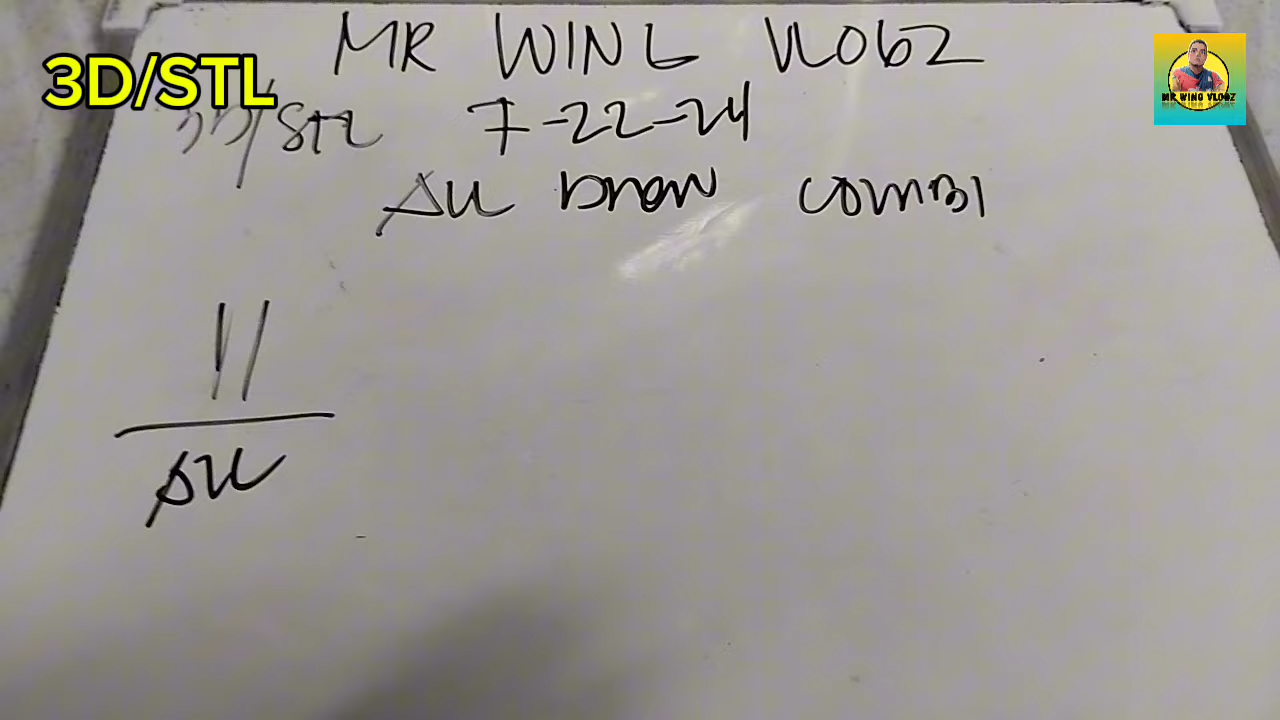 MR WING VLOGZ
3D/STL
MR WING VLOGZ
3D/STL 7-22-24
ALL DRAW COMBI
11
ALL